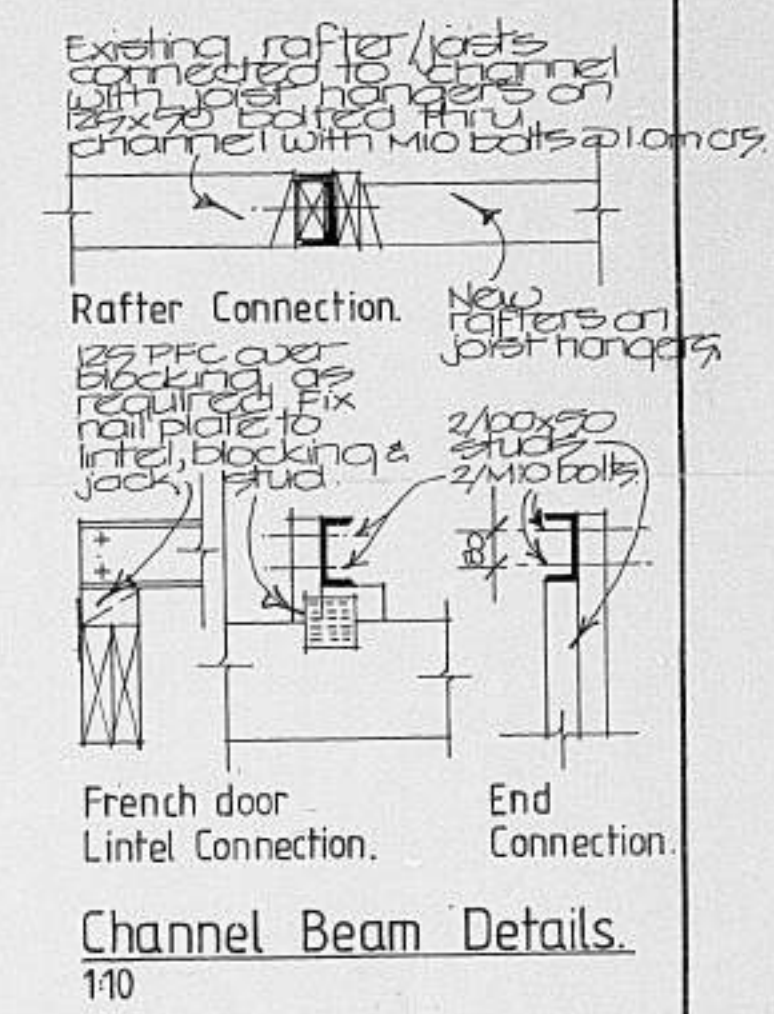 Existing rafter/joists
connected to channel
with joist hangers on
125x50 bolted thru
channel with M10 bolts @ 1.0m crs.
Rafter Connection.
New
rafters on
joist hangers,
125 PFC over
blocking as
required. Fix
nail plate to
lintel, blocking &
jack stud.
2/100x50
studs
2/M10 bolts.
80
French door
Lintel Connection.
End
Connection.
Channel Beam Details.
1:10